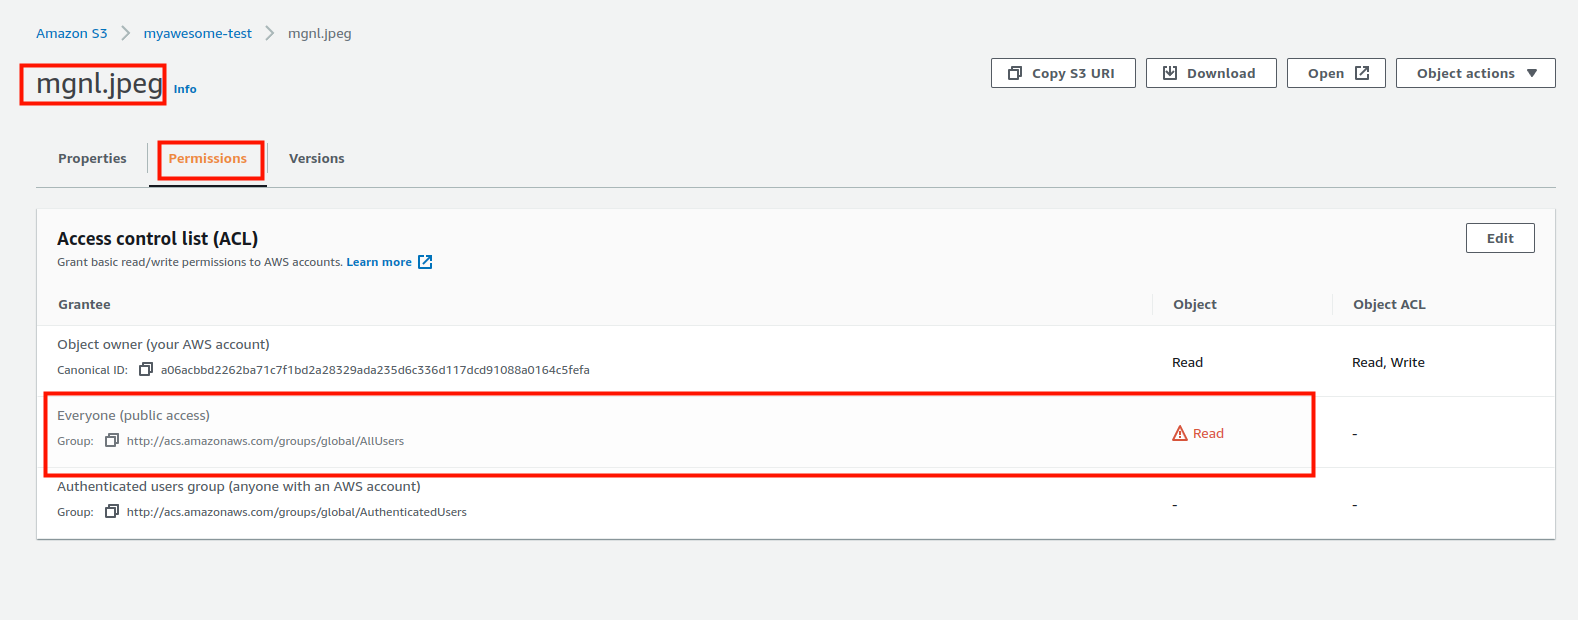 Amazon S3 > myawesome-test > mgnl.jpeg
mgnl.jpeg Info
Copy S3 URI Download Open Object actions
Properties Permissions Versions
Access control list (ACL)
Edit
Grant basic read/write permissions to AWS accounts. Learn more
Grantee Object Object ACL
Object owner (your AWS account)
Canonical ID: a06acbbd2262ba71c7f1bd2a28329ada235d6c336d117dcd91088a0164c5fefa
Read Read, Write
Everyone (public access)
Group: http://acs.amazonaws.com/groups/global/AllUsers
Read -
Authenticated users group (anyone with an AWS account)
Group: http://acs.amazonaws.com/groups/global/AuthenticatedUsers
- -